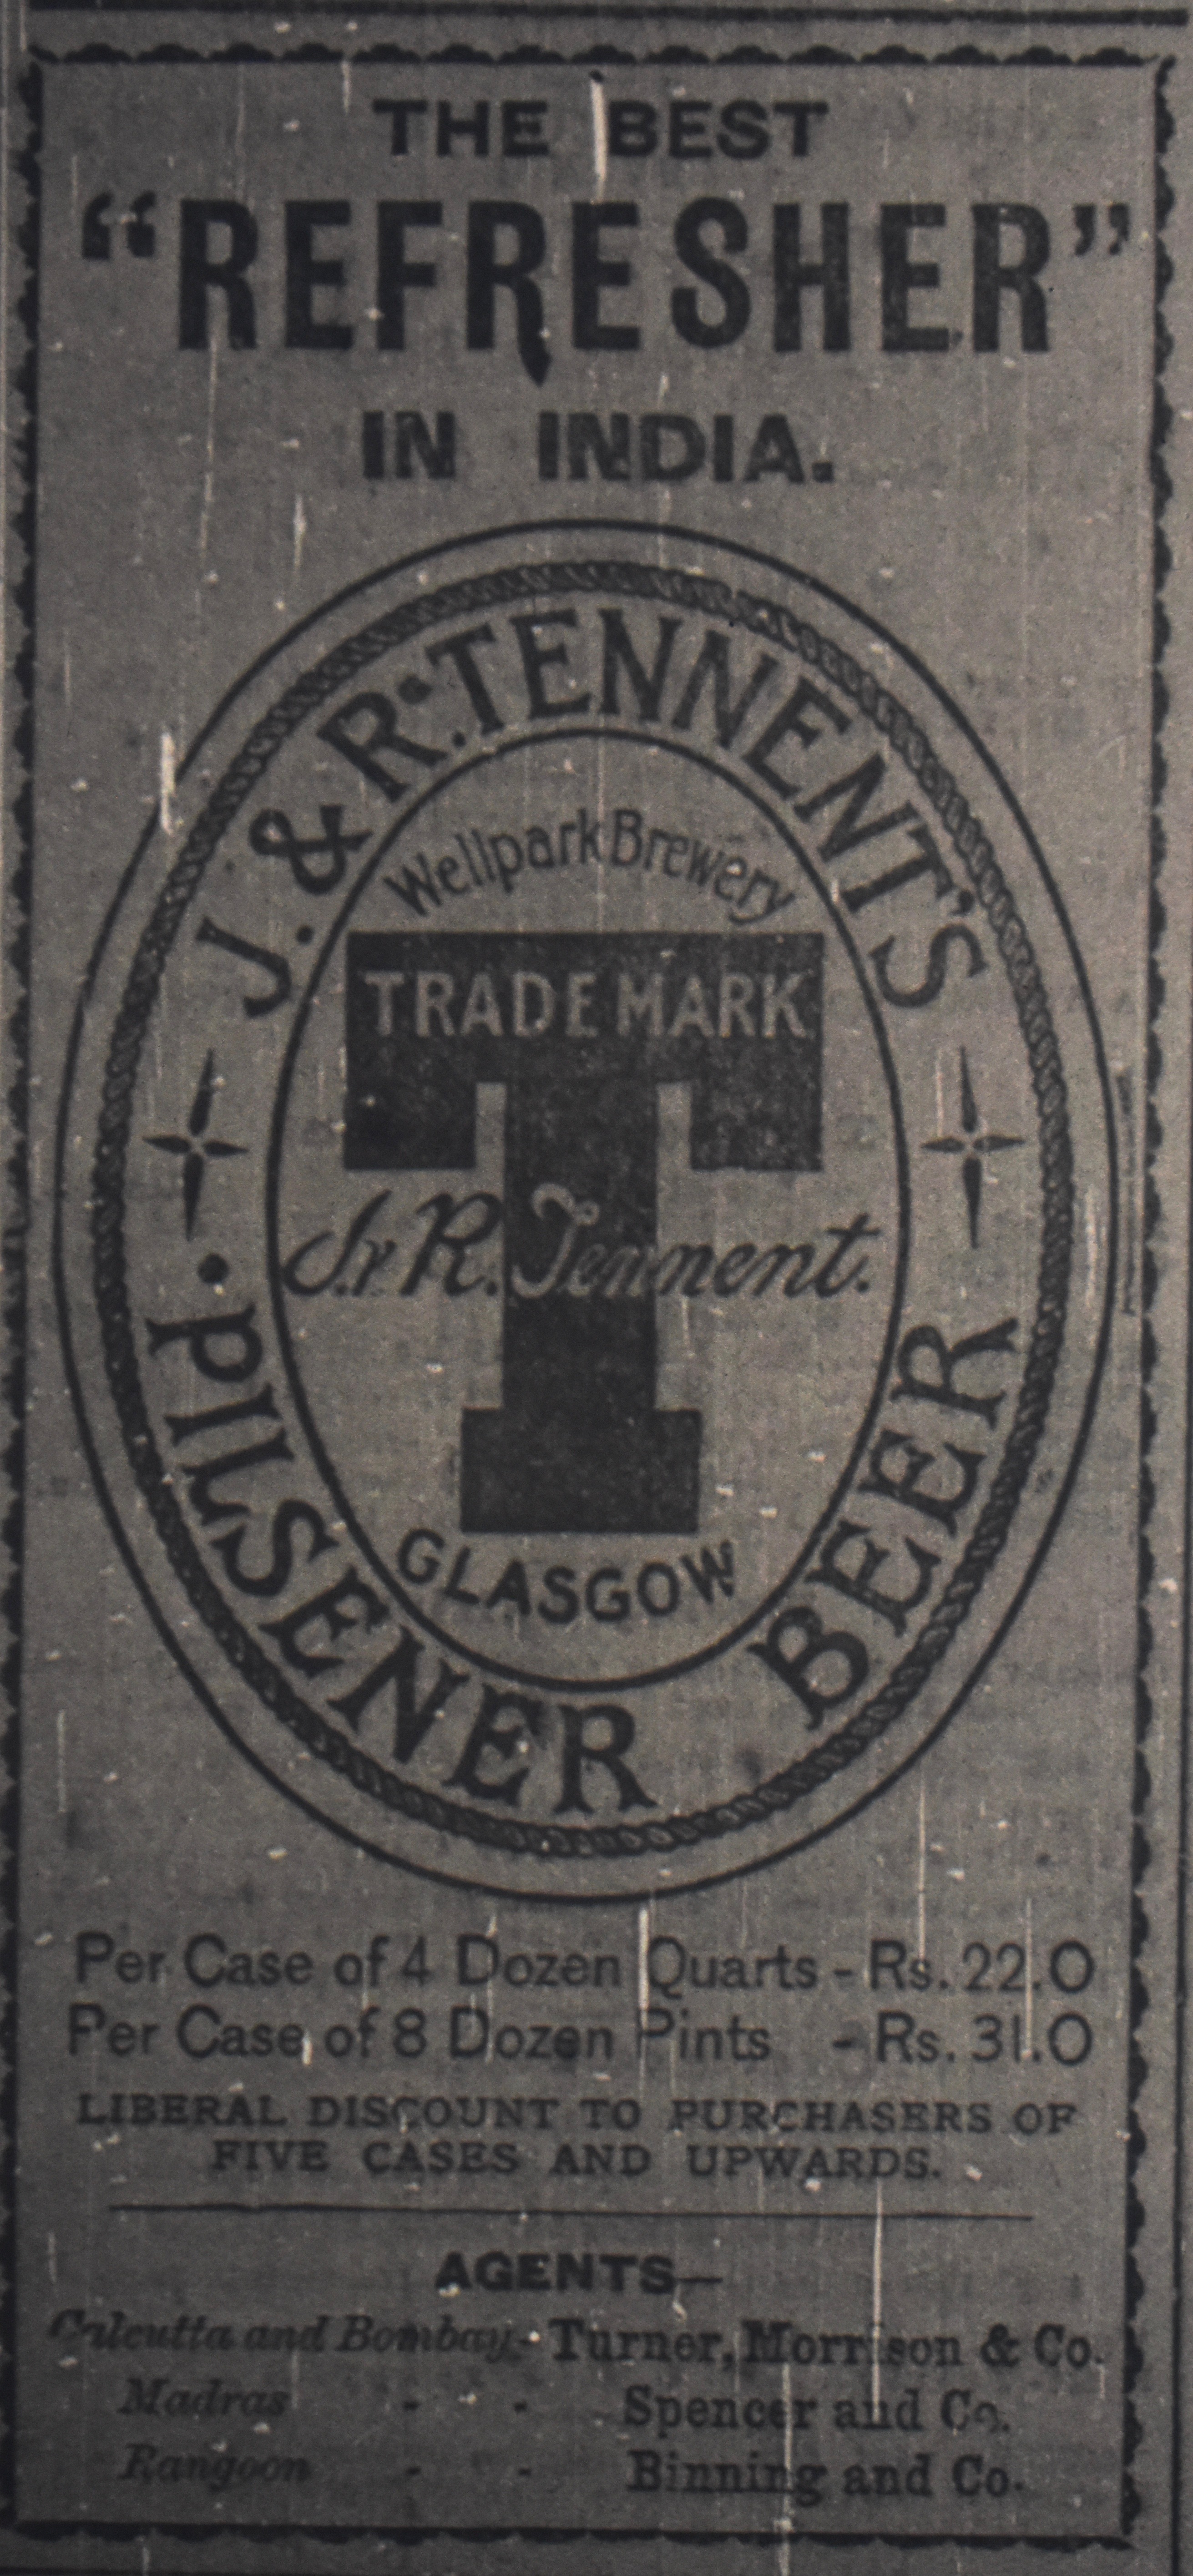 THE BEST
"REFRESHER"
IN INDIA.
J. & R. TENNENT'S
Wellpark Brewery
TRADE MARK
T
J. & R. Tennent.
GLASGOW
PILSENER BEER
Per Case of 4 Dozen Quarts - Rs. 22.0
Per Case of 8 Dozen Pints - Rs. 31.0
LIBERAL DISCOUNT TO PURCHASERS OF
FIVE CASES AND UPWARDS.
AGENTS—
Calcutta and Bombay - Turner, Morrison & Co.
Madras - - Spencer and Co.
Rangoon - - Binning and Co.